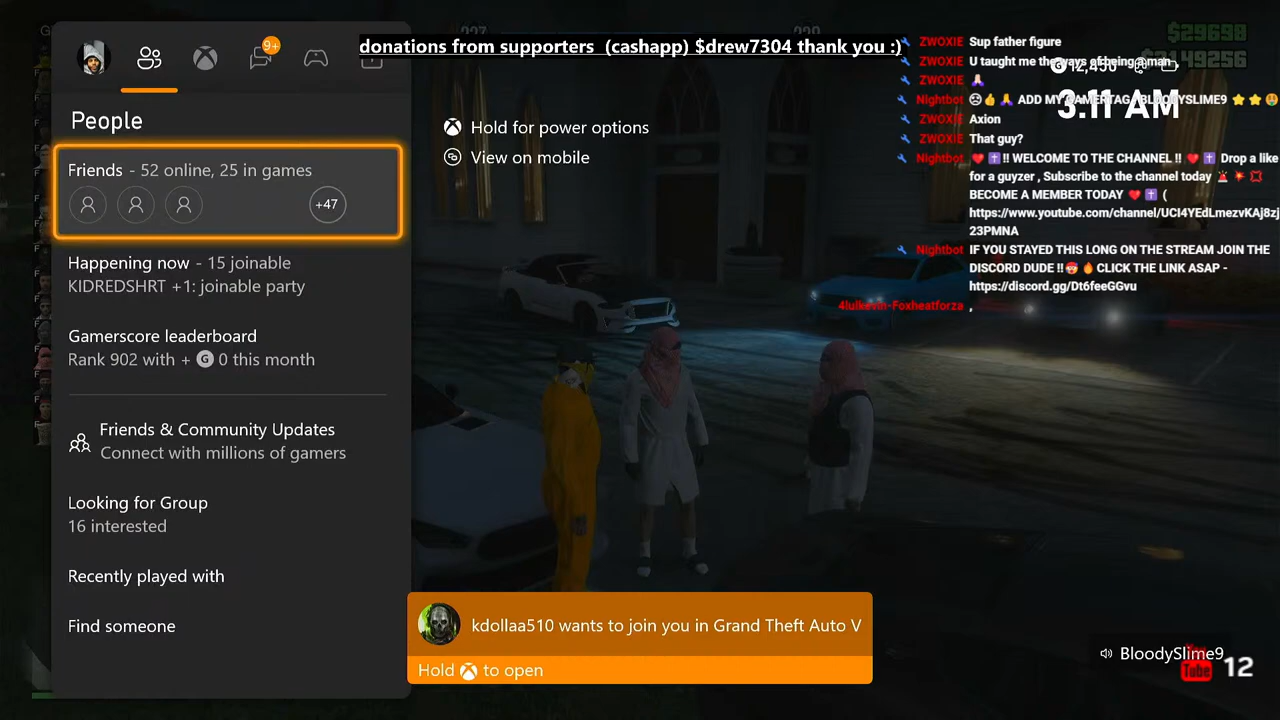 9+
donations from supporters (cashapp) $drew7304 thank you :)
People
Friends - 52 online, 25 in games
+47
Happening now - 15 joinable
KIDREDSHRT +1: joinable party
Gamerscore leaderboard
Rank 902 with + G 0 this month
Friends & Community Updates
Connect with millions of gamers
Looking for Group
16 interested
Recently played with
Find someone
Hold for power options
View on mobile
kdollaa510 wants to join you in Grand Theft Auto V
Hold to open
$29698
3:11 AM
ZWOXIE Sup father figure
ZWOXIE U taught me the ways of being a man
ZWOXIE 🙏
Nightbot ADD MY GAMERTAG BLOODYSLIME9
ZWOXIE Axion
ZWOXIE That guy?
Nightbot ❤️ ✝️ !! WELCOME TO THE CHANNEL !! ❤️ ✝️ Drop a like
for a guyzer , Subscribe to the channel today
BECOME A MEMBER TODAY ❤️ ✝️ (
https://www.youtube.com/channel/UCI4YEdLmezvKAj8zj
23PMNA
Nightbot IF YOU STAYED THIS LONG ON THE STREAM JOIN THE
DISCORD DUDE !! CLICK THE LINK ASAP -
https://discord.gg/Dt6feeGGvu
4lulkevin-Foxheatforza ,
BloodySlime9
Tube 12